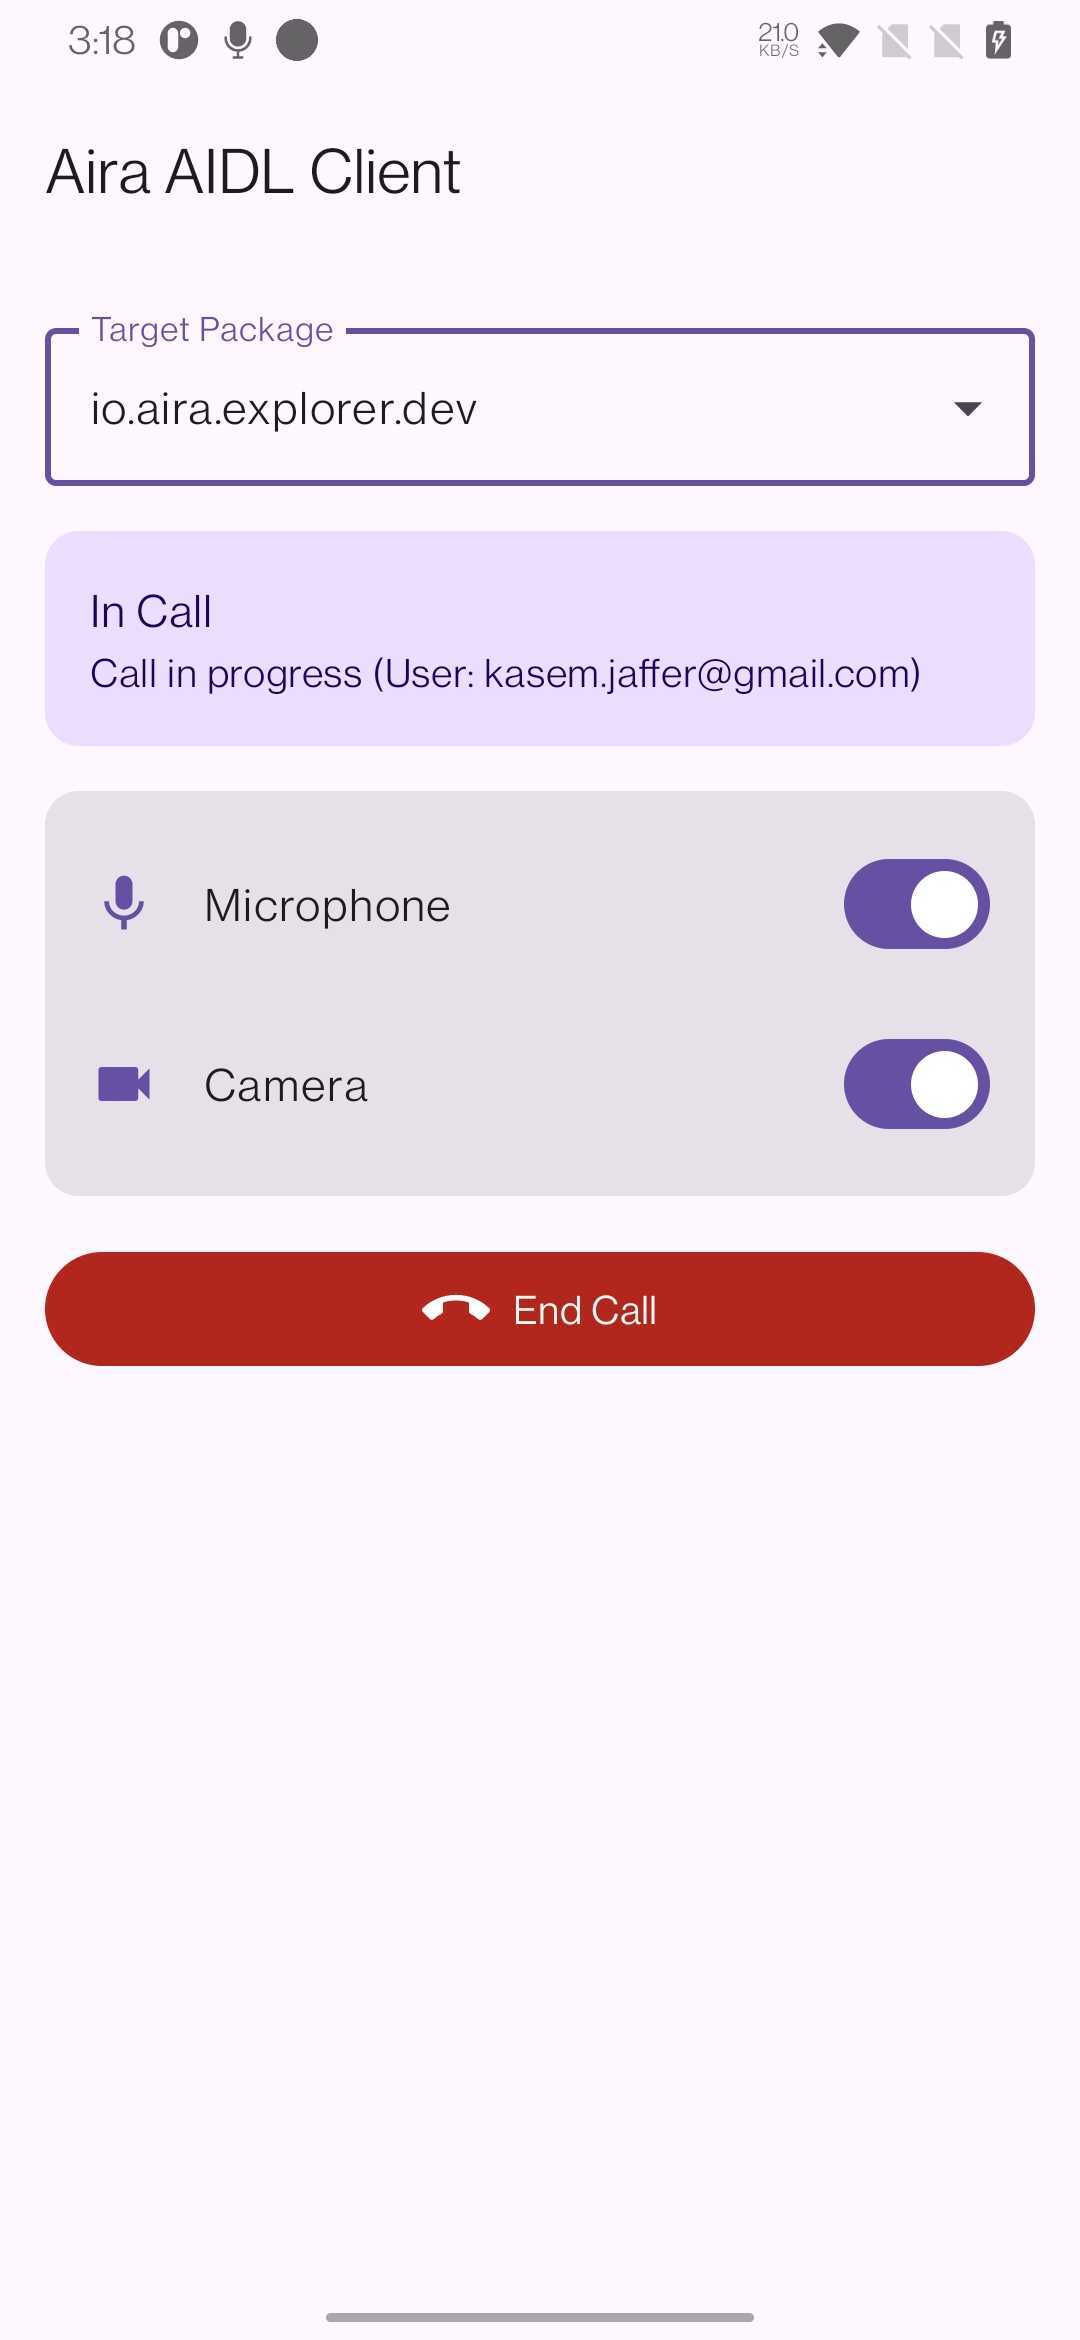 3:18
21.0
KB/S
Aira AIDL Client
Target Package
io.aira.explorer.dev
In Call
Call in progress (User: kasem.jaffer@gmail.com)
Microphone
Camera
End Call